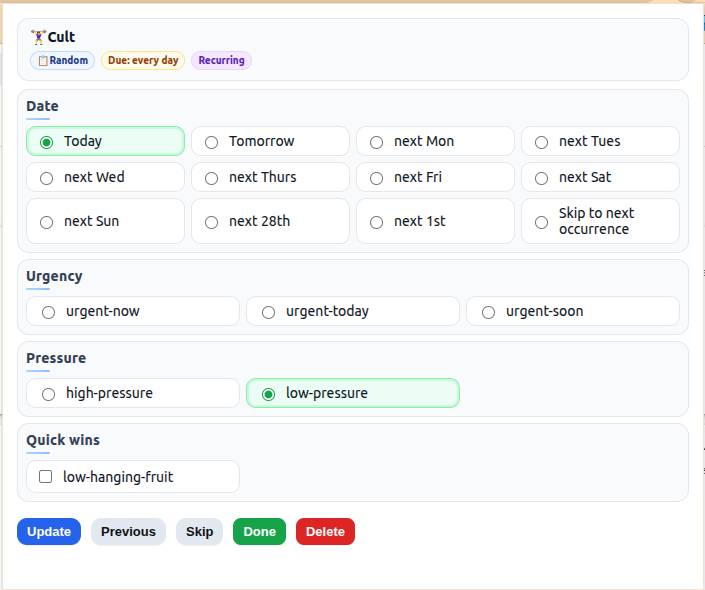 🏋️Cult
📋Random Due: every day Recurring
Date
Today Tomorrow next Mon next Tues
next Wed next Thurs next Fri next Sat
next Sun next 28th next 1st Skip to next
occurrence
Urgency
urgent-now urgent-today urgent-soon
Pressure
high-pressure low-pressure
Quick wins
low-hanging-fruit
Update Previous Skip Done Delete